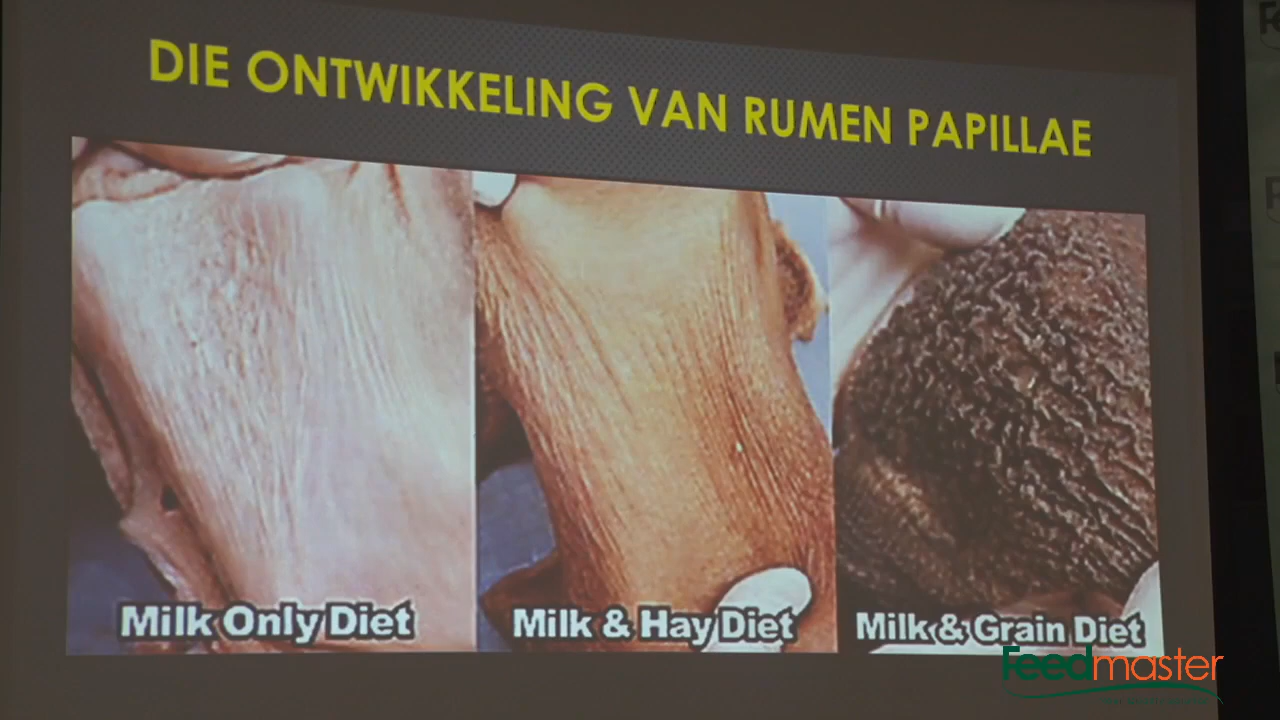 DIE ONTWIKKELING VAN RUMEN PAPILLAE
Milk Only Diet
Milk & Hay Diet
Milk & Grain Diet
Feedmaster